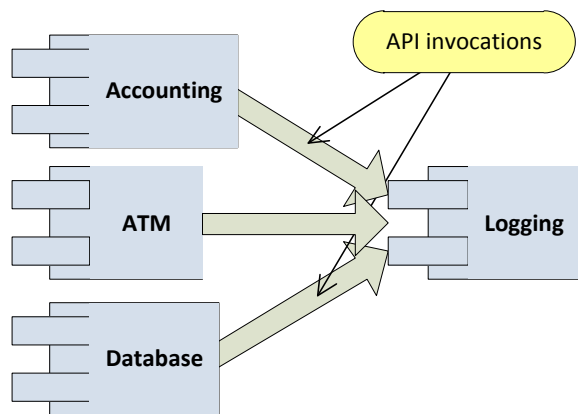 API invocations
Accounting
ATM
Logging
Database